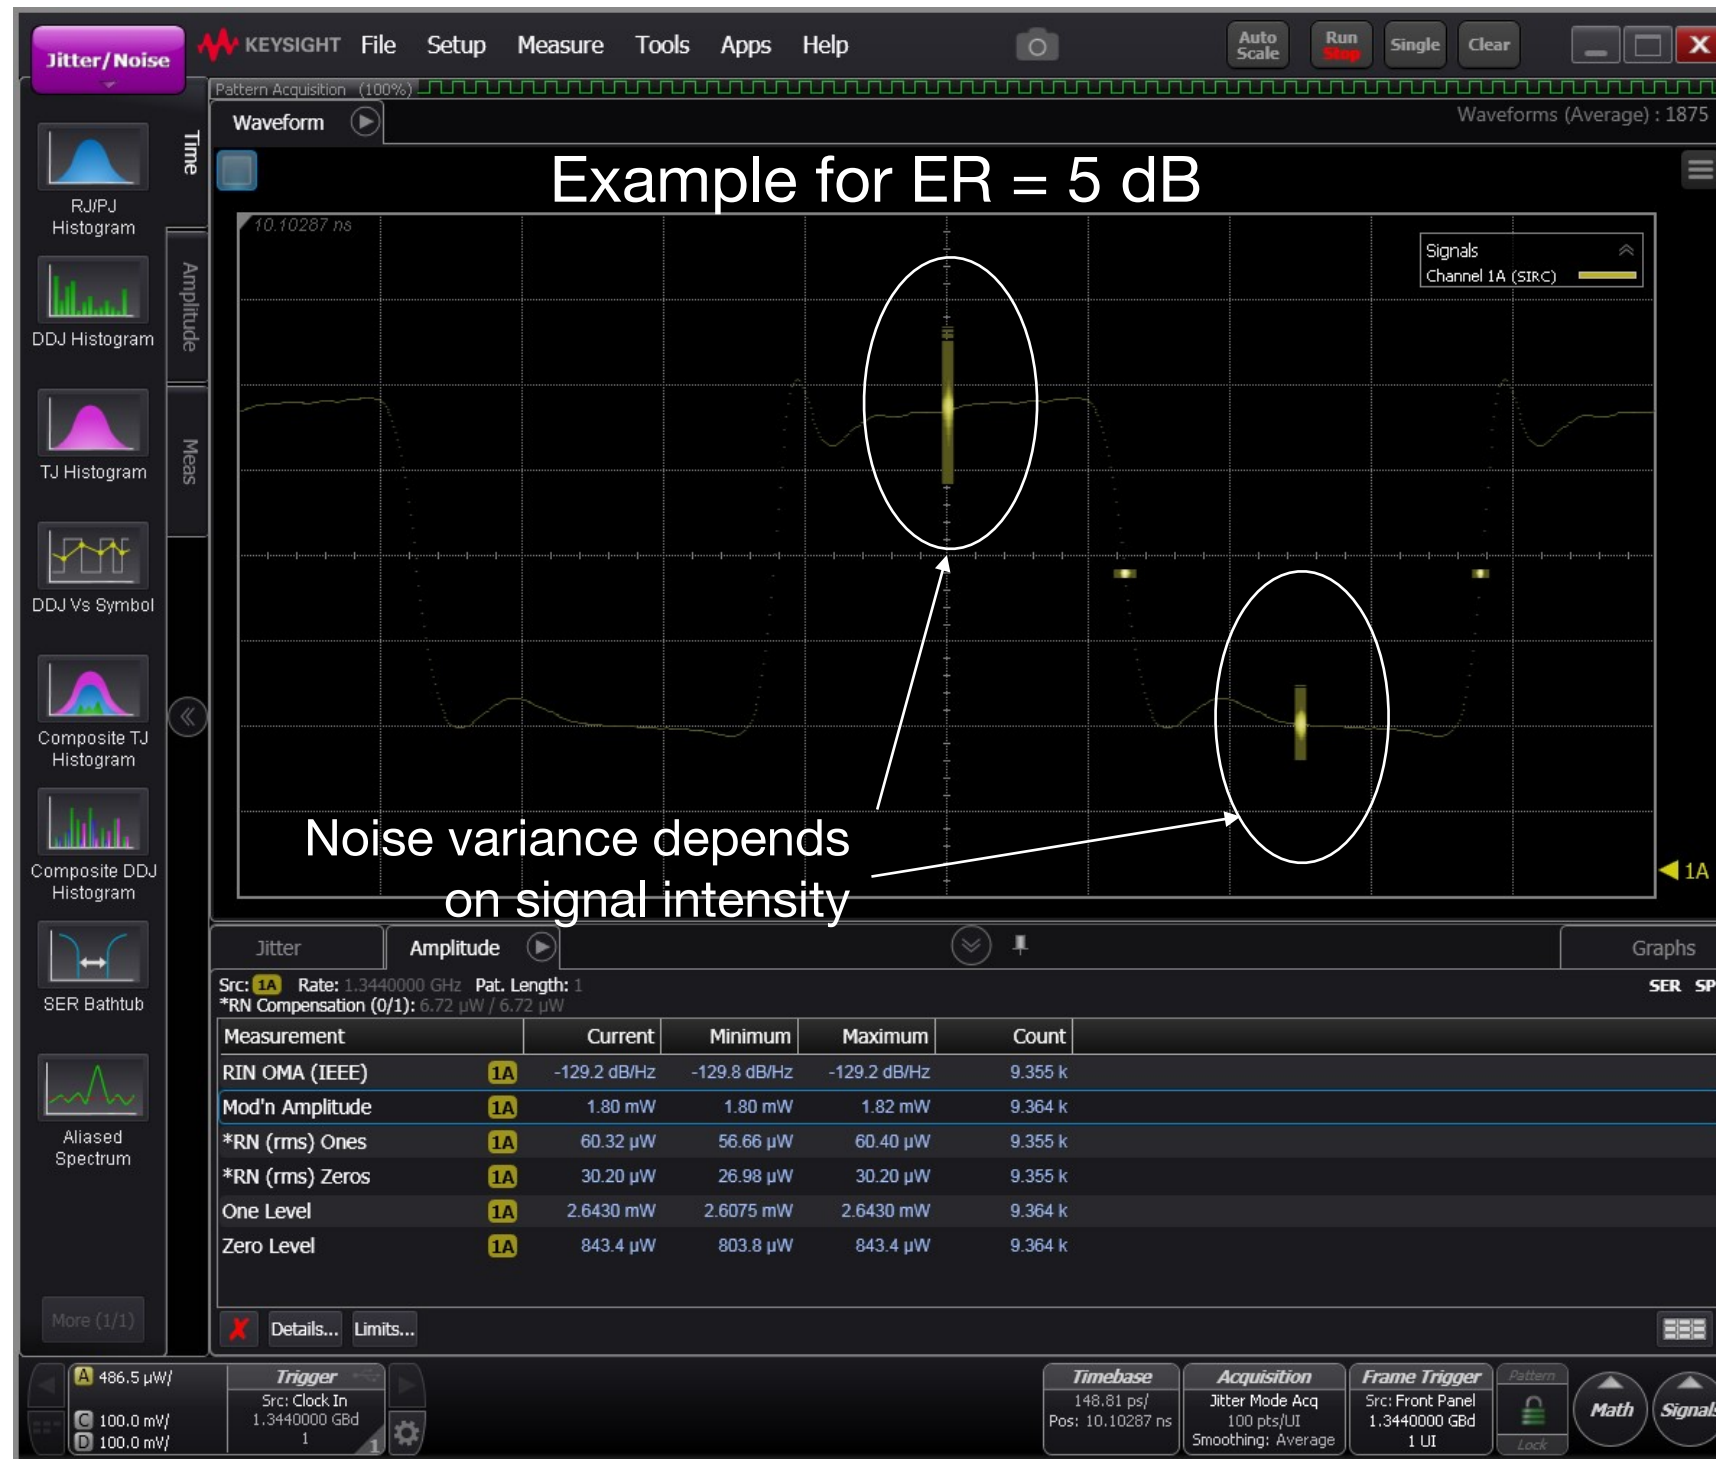 Jitter/Noise
KEYSIGHT File Setup Measure Tools Apps Help
Auto Scale
Run Stop
Single
Clear
X
Pattern Acquisition (100%)
Waveform
Waveforms (Average) : 1875
Time
Amplitude
Meas
RJ/PJ
Histogram
DDJ Histogram
TJ Histogram
DDJ Vs Symbol
Composite TJ
Histogram
Composite DDJ
Histogram
SER Bathtub
Aliased
Spectrum
More (1/1)
Example for ER = 5 dB
10.10287 ns
Signals
Channel 1A (SIRC)
Noise variance depends
on signal intensity
1A
Jitter Amplitude Graphs
Src: 1A Rate: 1.3440000 GHz Pat. Length: 1 SER SP
*RN Compensation (0/1): 6.72 µW / 6.72 µW
Measurement Current Minimum Maximum Count
RIN OMA (IEEE) 1A -129.2 dB/Hz -129.8 dB/Hz -129.2 dB/Hz 9.355 k
Mod'n Amplitude 1A 1.80 mW 1.80 mW 1.82 mW 9.364 k
*RN (rms) Ones 1A 60.32 µW 56.66 µW 60.40 µW 9.355 k
*RN (rms) Zeros 1A 30.20 µW 26.98 µW 30.20 µW 9.355 k
One Level 1A 2.6430 mW 2.6075 mW 2.6430 mW 9.364 k
Zero Level 1A 843.4 µW 803.8 µW 843.4 µW 9.364 k
Details... Limits...
A 486.5 µW/
C 100.0 mV/
D 100.0 mV/
Trigger
Src: Clock In
1.3440000 GBd
1
1
Timebase
148.81 ps/
Pos: 10.10287 ns
Acquisition
Jitter Mode Acq
100 pts/UI
Smoothing: Average
Frame Trigger
Src: Front Panel
1.3440000 GBd
1 UI
Pattern
Lock
Math
Signals